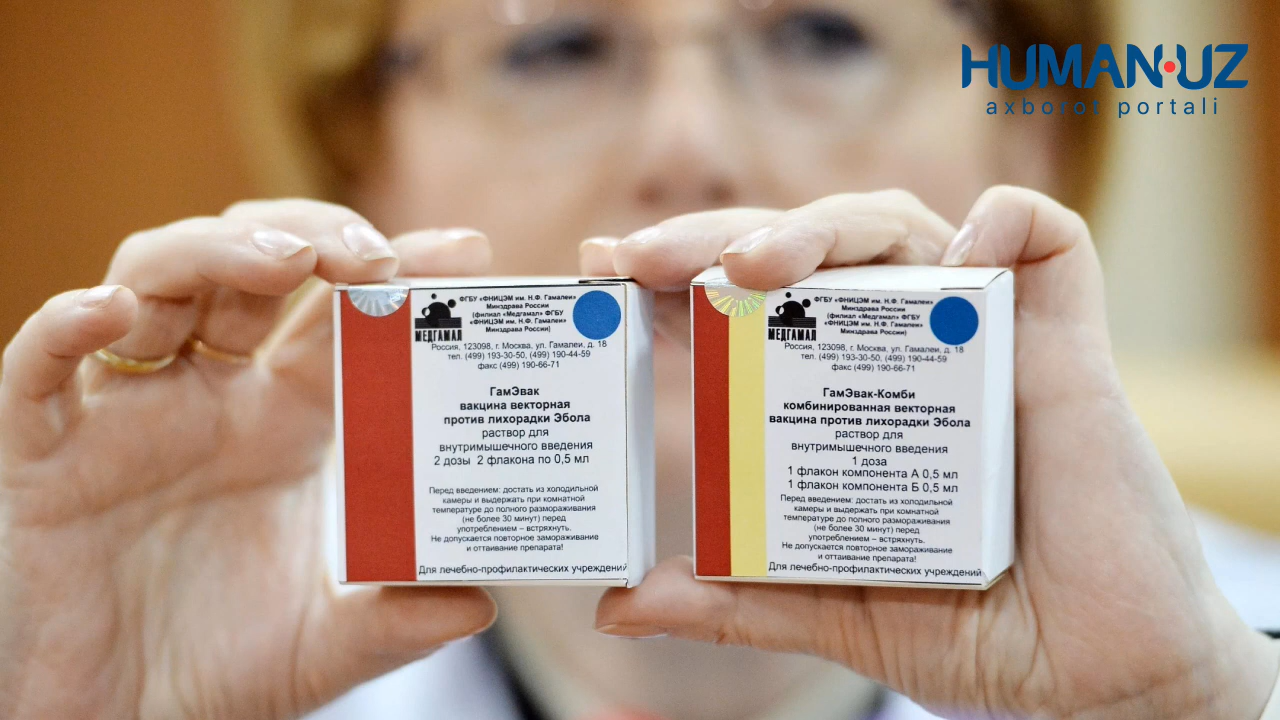 HUMAN·UZ
axborot portali
ФГБУ «ФНИЦЭМ им. Н.Ф. Гамалеи»
Минздрава России
(филиал «Медгамал» ФГБУ
«ФНИЦЭМ им. Н.Ф. Гамалеи»
Минздрава России)
МЕДГАМАЛ
Россия, 123098, г. Москва, ул. Гамалеи, д. 18
тел. (499) 193-30-50, (499) 190-44-59
факс (499) 190-66-71
ГамЭвак
вакцина векторная
против лихорадки Эбола
раствор для
внутримышечного введения
2 дозы 2 флакона по 0,5 мл
Перед введением: достать из холодильной
камеры и выдержать при комнатной
температуре до полного размораживания
(не более 30 минут) перед
употреблением – встряхнуть.
Не допускается повторное замораживание
и оттаивание препарата!
Для лечебно-профилактических учреждений
ФГБУ «ФНИЦЭМ им. Н.Ф. Гамалеи»
Минздрава России
(филиал «Медгамал» ФГБУ
«ФНИЦЭМ им. Н.Ф. Гамалеи»
Минздрава России)
МЕДГАМАЛ
Россия, 123098, г. Москва, ул. Гамалеи, д. 18
тел. (499) 193-30-50, (499) 190-44-59
факс (499) 190-66-71
ГамЭвак-Комби
комбинированная векторная
вакцина против лихорадки Эбола
раствор для
внутримышечного введения
1 доза
1 флакон компонента А 0,5 мл
1 флакон компонента Б 0,5 мл
Перед введением: достать из холодильной
камеры и выдержать при комнатной
температуре до полного размораживания
(не более 30 минут) перед
употреблением – встряхнуть.
Не допускается повторное замораживание
и оттаивание препарата!
Для лечебно-профилактических учреждений